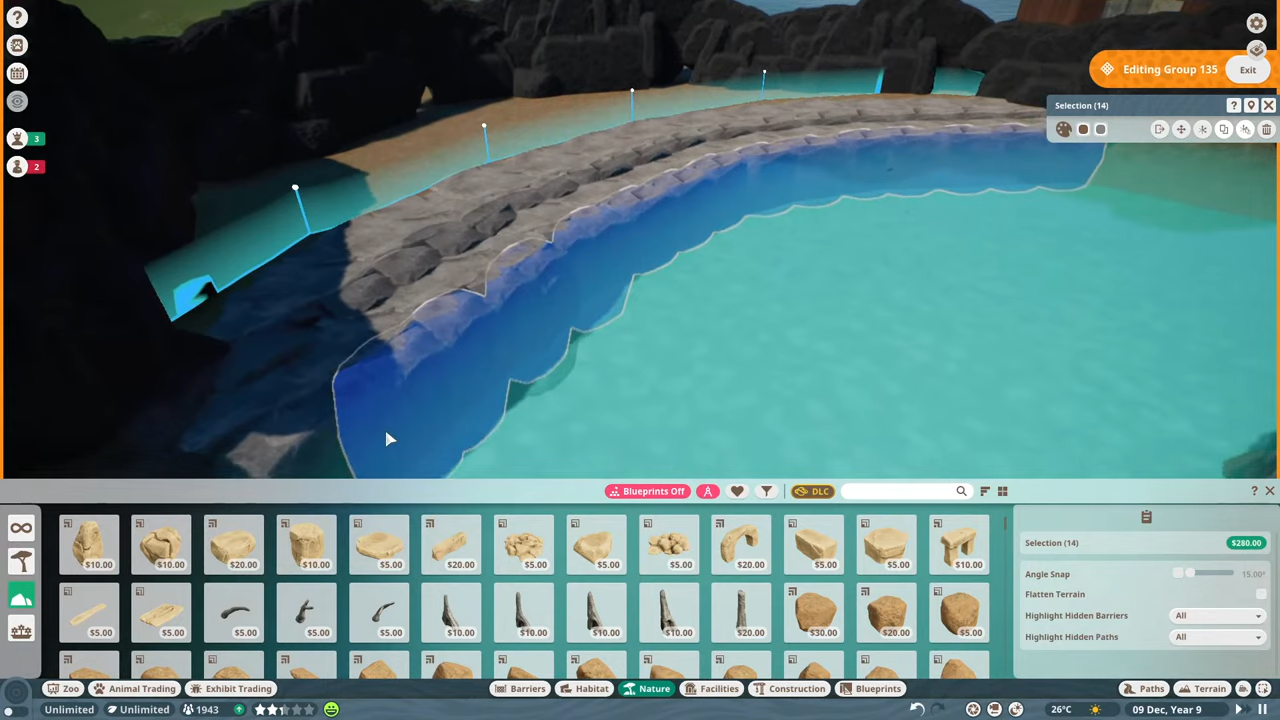 ?
Editing Group 135
Exit
Selection (14)
?
3
2
Blueprints Off
DLC
?
$10.00 $10.00 $20.00 $10.00 $5.00 $20.00 $5.00 $5.00 $5.00 $20.00 $5.00 $5.00 $10.00
Selection (14)
$280.00
Angle Snap
15.00°
Flatten Terrain
$5.00 $5.00 $5.00 $5.00 $5.00 $10.00 $10.00 $10.00 $10.00 $20.00 $30.00 $20.00 $5.00
Highlight Hidden Barriers
All
Highlight Hidden Paths
All
Zoo
Animal Trading
Exhibit Trading
Barriers
Habitat
Nature
Facilities
Construction
Blueprints
Paths
Terrain
Unlimited
Unlimited
1943
26°C
09 Dec, Year 9